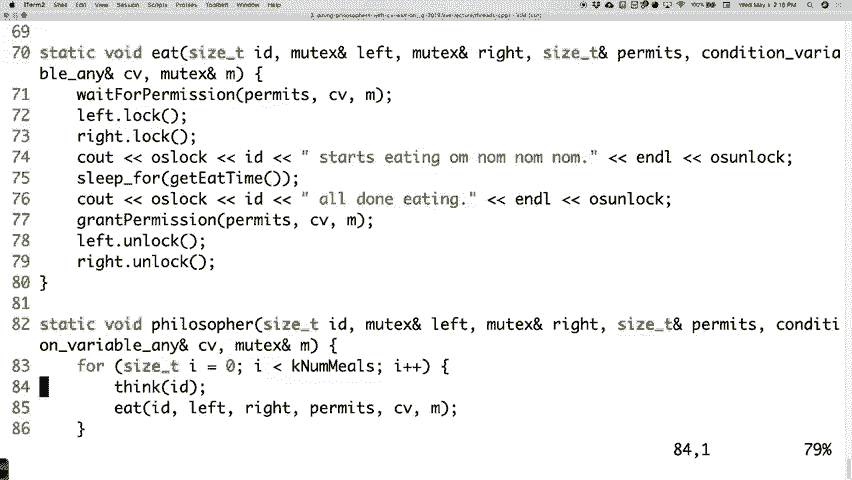 iTerm2 Shell Edit View Session Scripts Profiles Toolbelt Window Help
100% Wed May 1 2:18 PM
69
70 static void eat(size_t id, mutex& left, mutex& right, size_t& permits, condition_varia
ble_any& cv, mutex& m) {
71 waitForPermission(permits, cv, m);
72 left.lock();
73 right.lock();
74 cout << oslock << id << " starts eating om nom nom nom." << endl << osunlock;
75 sleep_for(getEatTime());
76 cout << oslock << id << " all done eating." << endl << osunlock;
77 grantPermission(permits, cv, m);
78 left.unlock();
79 right.unlock();
80 }
81
82 static void philosopher(size_t id, mutex& left, mutex& right, size_t& permits, conditi
on_variable_any& cv, mutex& m) {
83 for (size_t i = 0; i < kNumMeals; i++) {
84 think(id);
85 eat(id, left, right, permits, cv, m);
86 }
84,1 79%